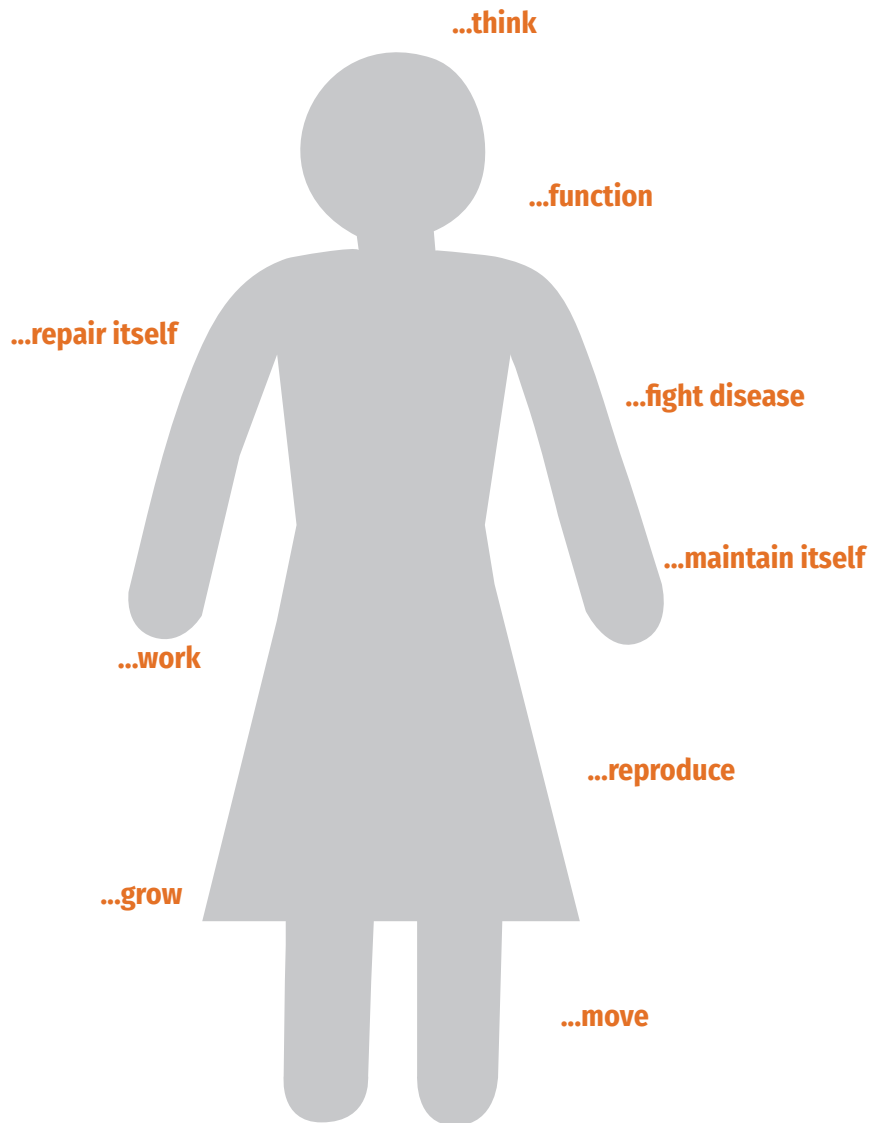 ...think
...function
...repair itself
...fight disease
...maintain itself
...work
...reproduce
...grow
...move